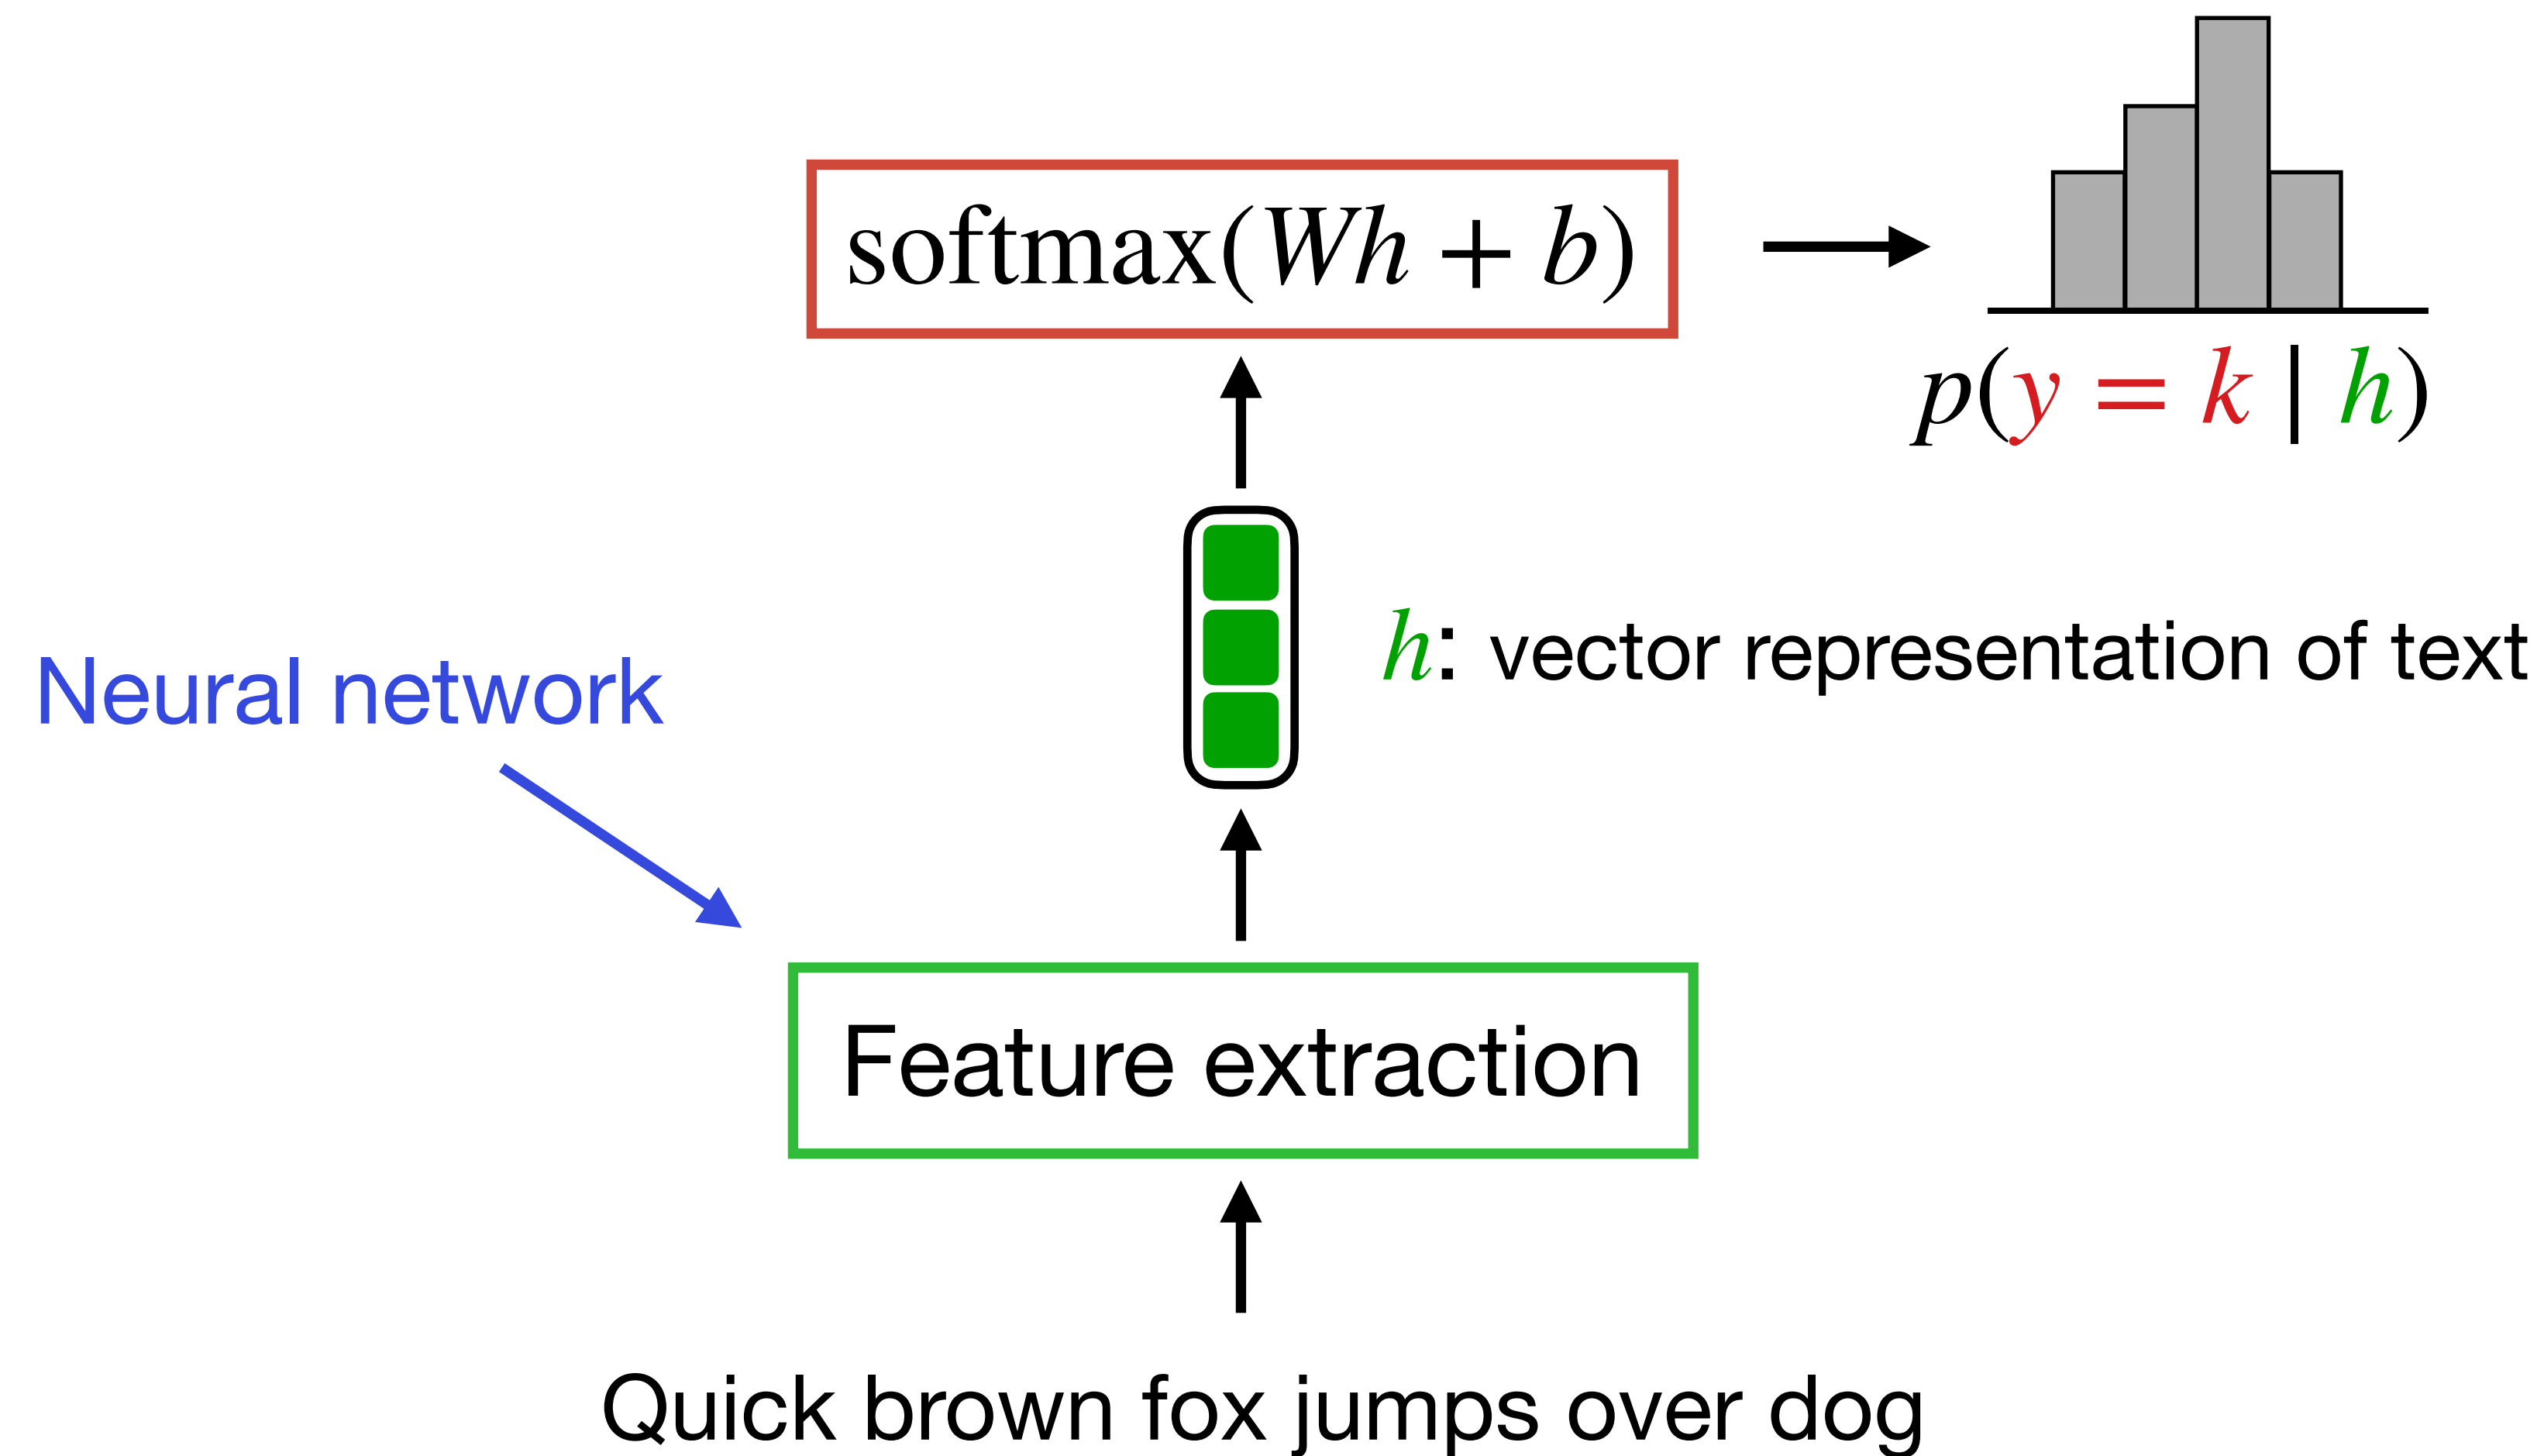 softmax(Wh + b)
p(y = k | h)
h: vector representation of text
Neural network
Feature extraction
Quick brown fox jumps over dog